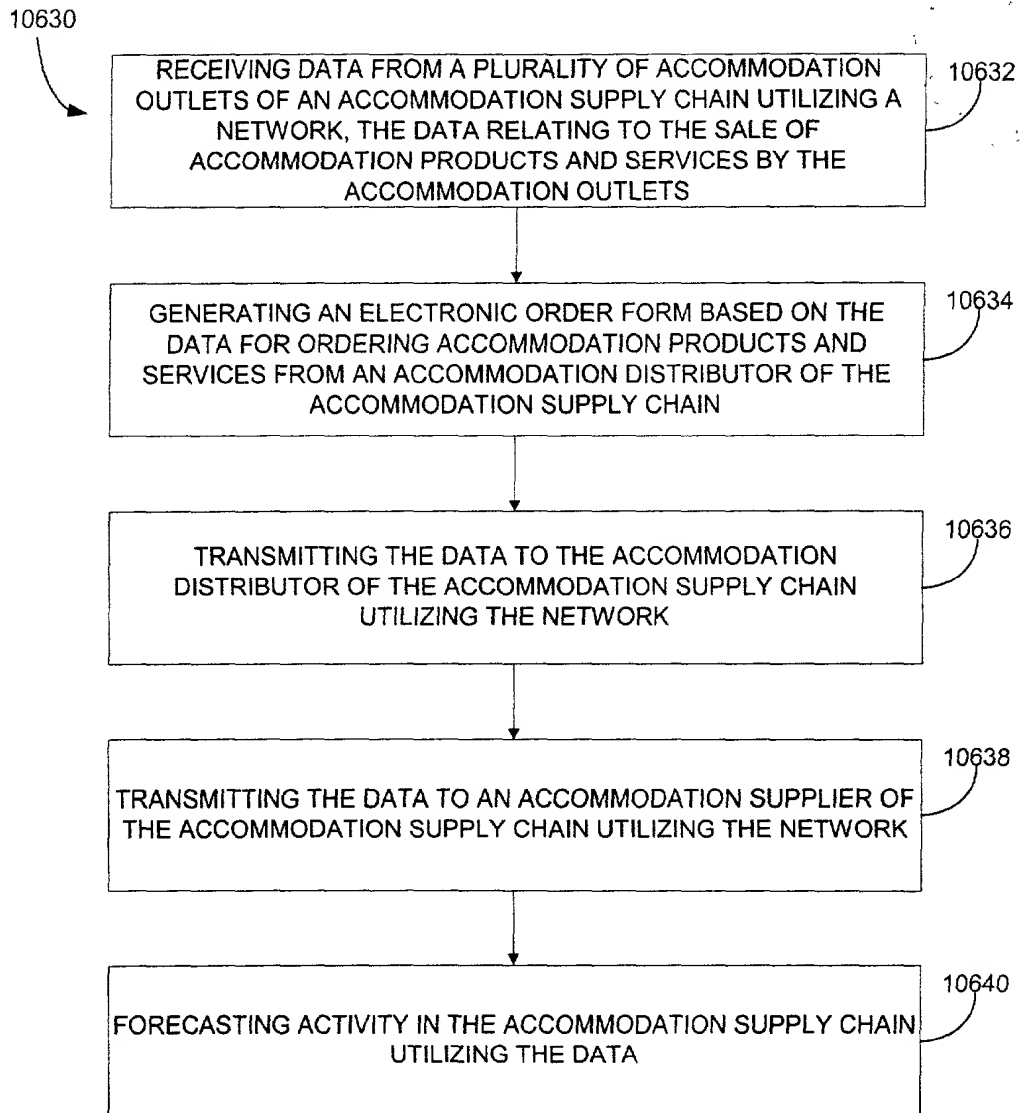 10630
RECEIVING DATA FROM A PLURALITY OF ACCOMMODATION
OUTLETS OF AN ACCOMMODATION SUPPLY CHAIN UTILIZING A
NETWORK, THE DATA RELATING TO THE SALE OF
ACCOMMODATION PRODUCTS AND SERVICES BY THE
ACCOMMODATION OUTLETS
10632
GENERATING AN ELECTRONIC ORDER FORM BASED ON THE
DATA FOR ORDERING ACCOMMODATION PRODUCTS AND
SERVICES FROM AN ACCOMMODATION DISTRIBUTOR OF THE
ACCOMMODATION SUPPLY CHAIN
10634
TRANSMITTING THE DATA TO THE ACCOMMODATION
DISTRIBUTOR OF THE ACCOMMODATION SUPPLY CHAIN
UTILIZING THE NETWORK
10636
TRANSMITTING THE DATA TO AN ACCOMMODATION SUPPLIER OF
THE ACCOMMODATION SUPPLY CHAIN UTILIZING THE NETWORK
10638
FORECASTING ACTIVITY IN THE ACCOMMODATION SUPPLY CHAIN
UTILIZING THE DATA
10640